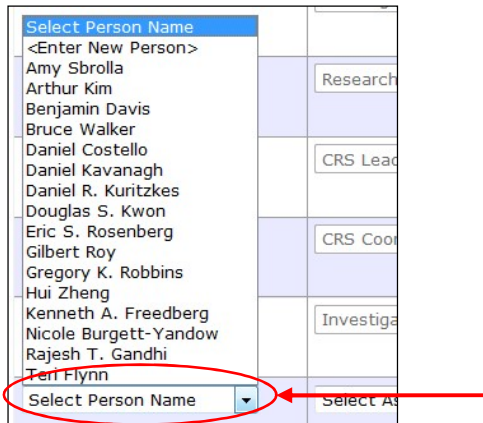 Select Person Name
<Enter New Person>
Amy Sbrolla
Arthur Kim
Benjamin Davis
Research
Bruce Walker
Daniel Costello
CRS Lead
Daniel Kavanagh
Daniel R. Kuritzkes
Douglas S. Kwon
Eric S. Rosenberg
CRS Coor
Gilbert Roy
Gregory K. Robbins
Hui Zheng
Kenneth A. Freedberg
Investiga
Nicole Burgett-Yandow
Rajesh T. Gandhi
Teri Flynn
Select Person Name
Select As